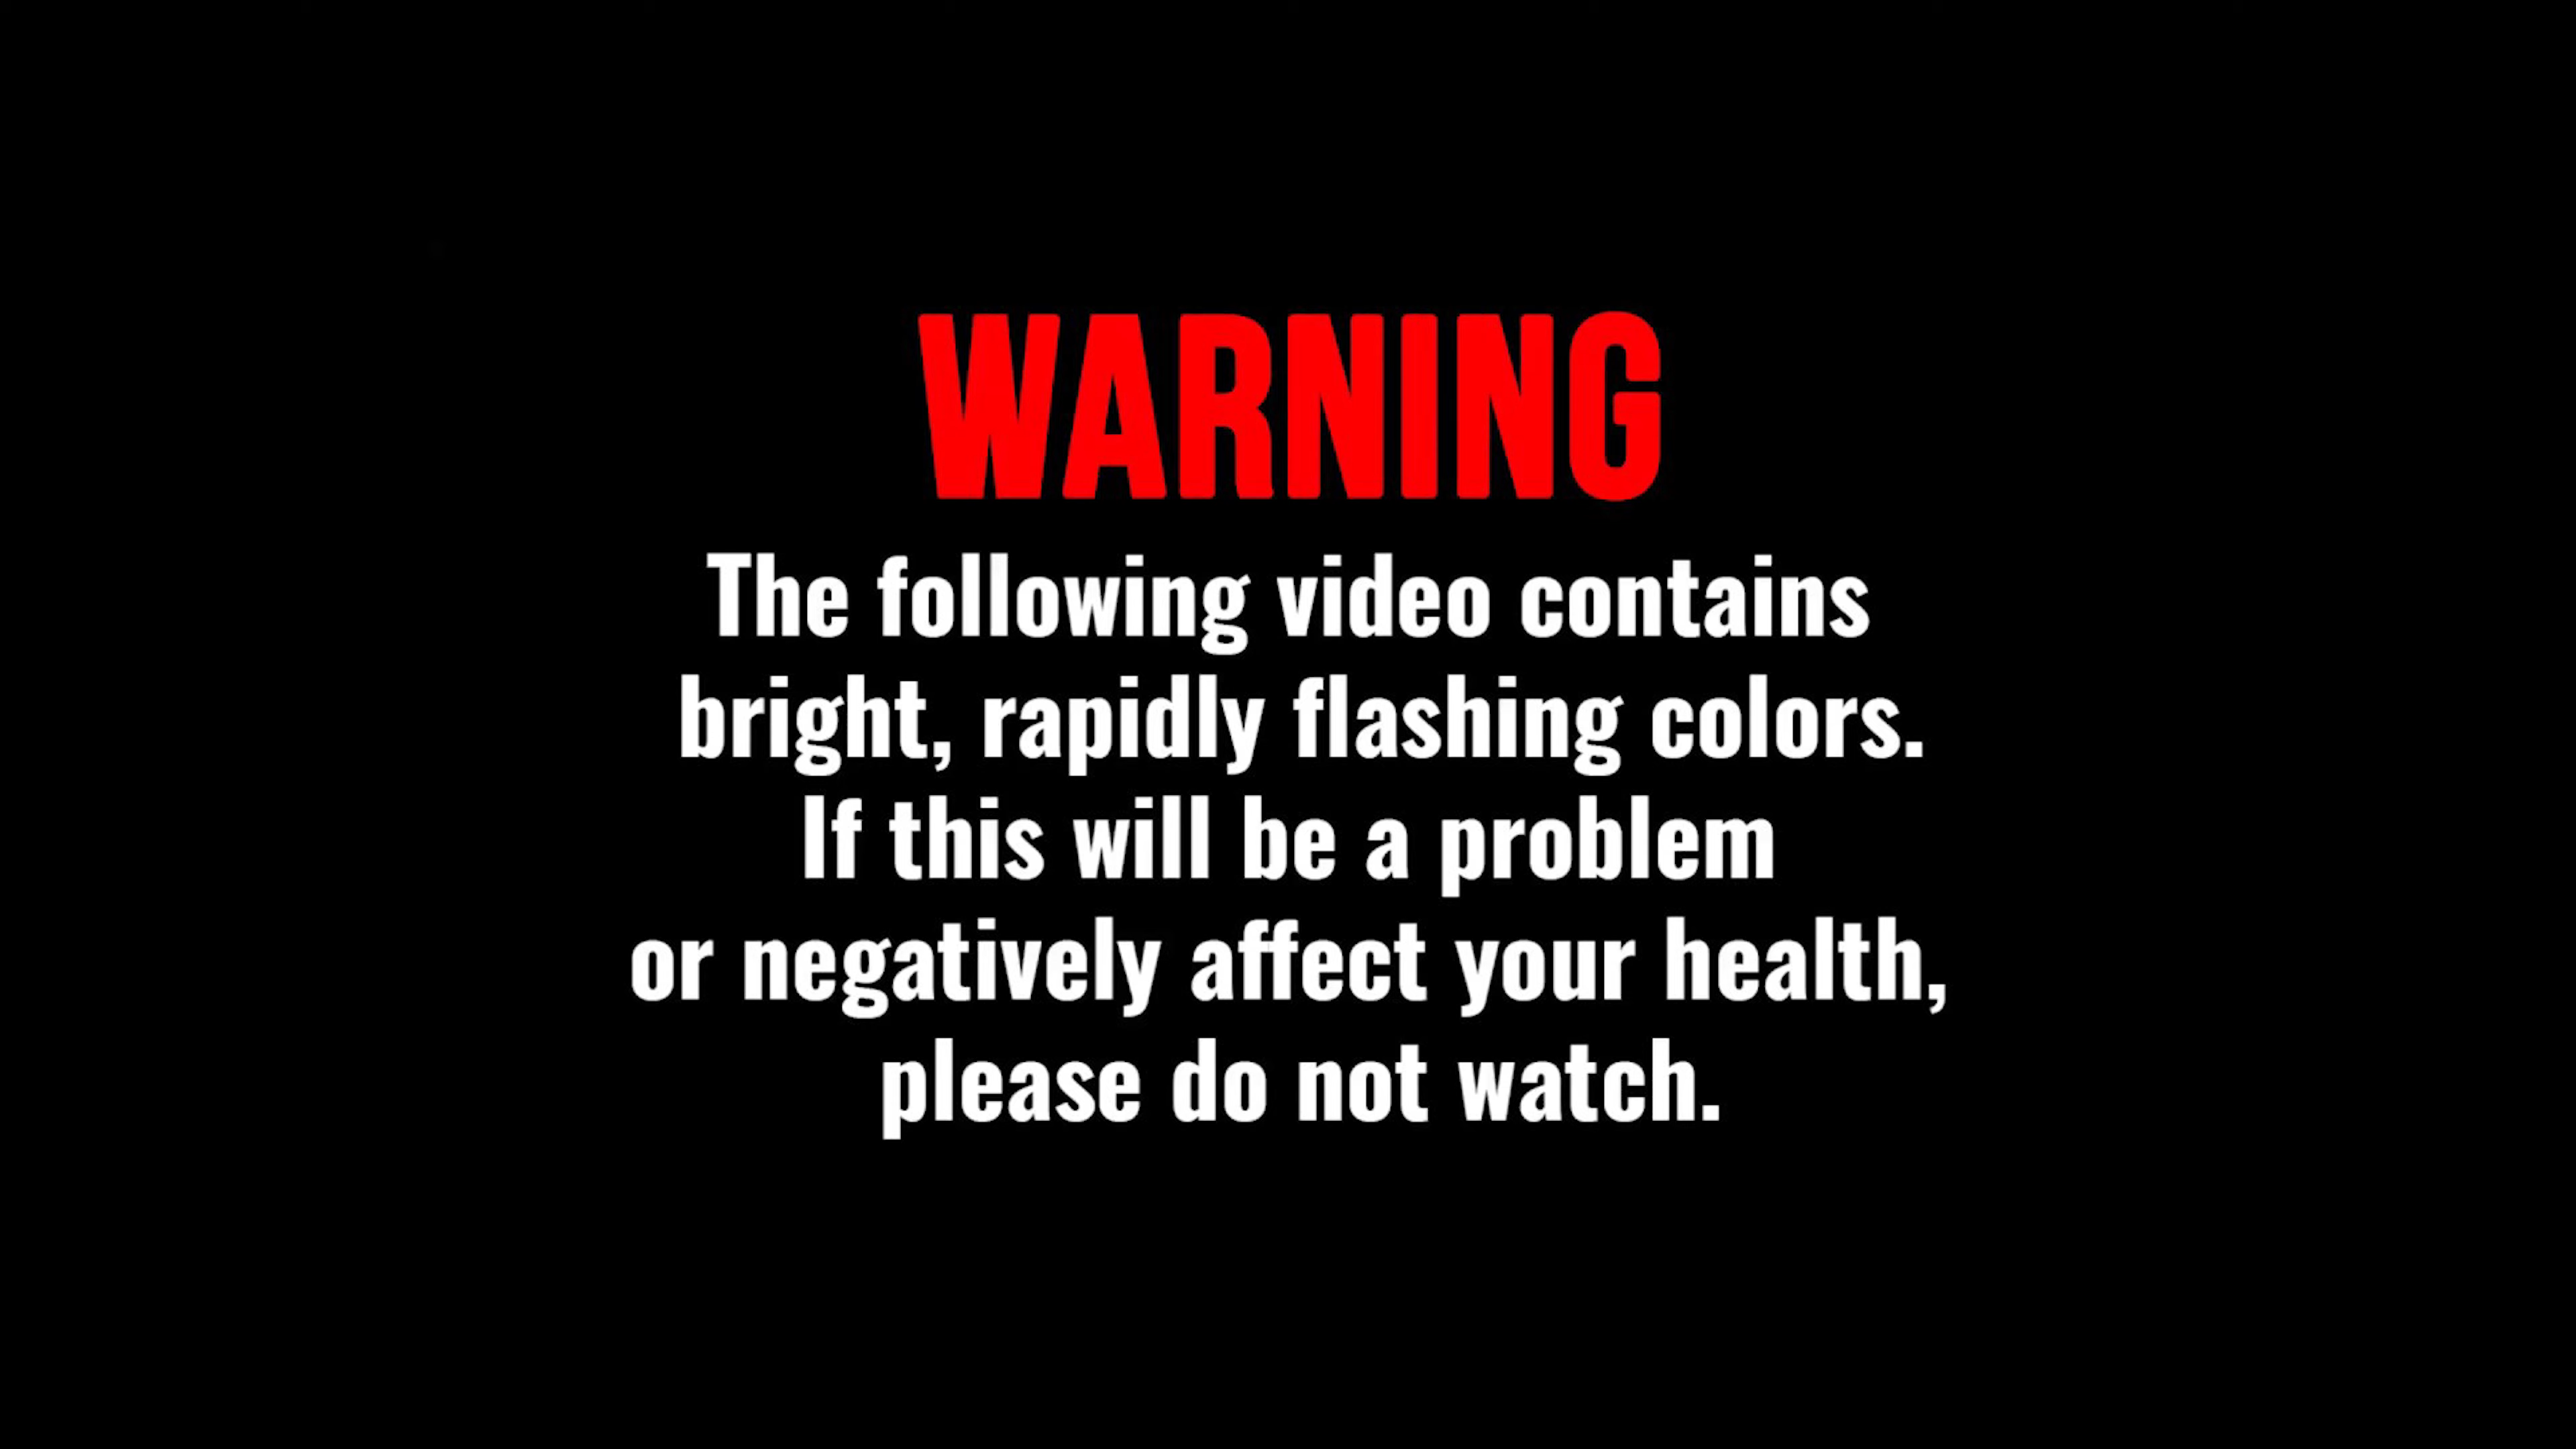 WARNING
The following video contains
bright, rapidly flashing colors.
If this will be a problem
or negatively affect your health,
please do not watch.